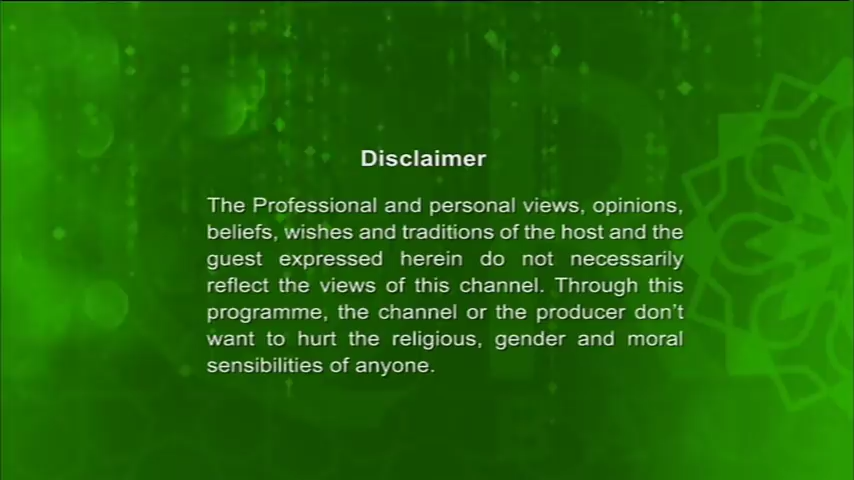 Disclaimer
The Professional and personal views, opinions,
beliefs, wishes and traditions of the host and the
guest expressed herein do not necessarily
reflect the views of this channel. Through this
programme, the channel or the producer don't
want to hurt the religious, gender and moral
sensibilities of anyone.